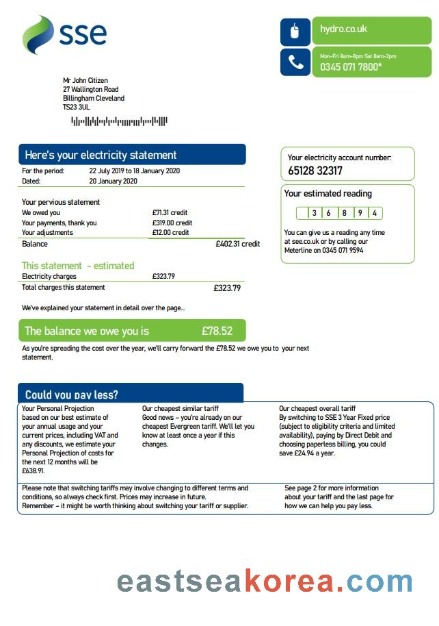 sse
hydro.co.uk
Mon-Fri 8am-8pm Sat 8am-2pm
0345 071 7800*
Mr John Citizen
27 Wallington Road
Billingham Cleveland
TS23 3UL
Here's your electricity statement
For the period: 22 July 2019 to 18 January 2020
Dated: 20 January 2020
Your electricity account number:
65128 32317
Your pervious statement
We owed you £71.31 credit
Your payments, thank you £319.00 credit
Your adjustments £12.00 credit
Balance £402.31 credit
Your estimated reading
3 6 8 9 4
You can give us a reading any time
at see.co.uk or by calling our
Meterline on 0345 071 9594
This statement - estimated
Electricity charges £323.79
Total charges this statement £323.79
We've explained your statement in detail over the page...
The balance we owe you is £78.52
As you're spreading the cost over the year, we'll carry forward the £78.52 we owe you to your next
statement.
Could you pay less?
Your Personal Projection
based on our best estimate of
your annual usage and your
current prices, including VAT and
any discounts, we estimate your
Personal Projection of costs for
the next 12 months will be
£638.91.
Our cheapest similar tariff
Good news - you're already on our
cheapest Evergreen tariff. We'll let you
know at least once a year if this
changes.
Our cheapest overall tariff
By switching to SSE 3 Year Fixed price
(subject to eligibility criteria and limited
availability), paying by Direct Debit and
choosing paperless billing, you could
save £24.94 a year.
Please note that switching tariffs may involve changing to different terms and
conditions, so always check first. Prices may increase in future.
Remember - it might be worth thinking about switching your tariff or supplier.
See page 2 for more information
about your tariff and the last page for
how we can help you pay less.
eastseakorea.com